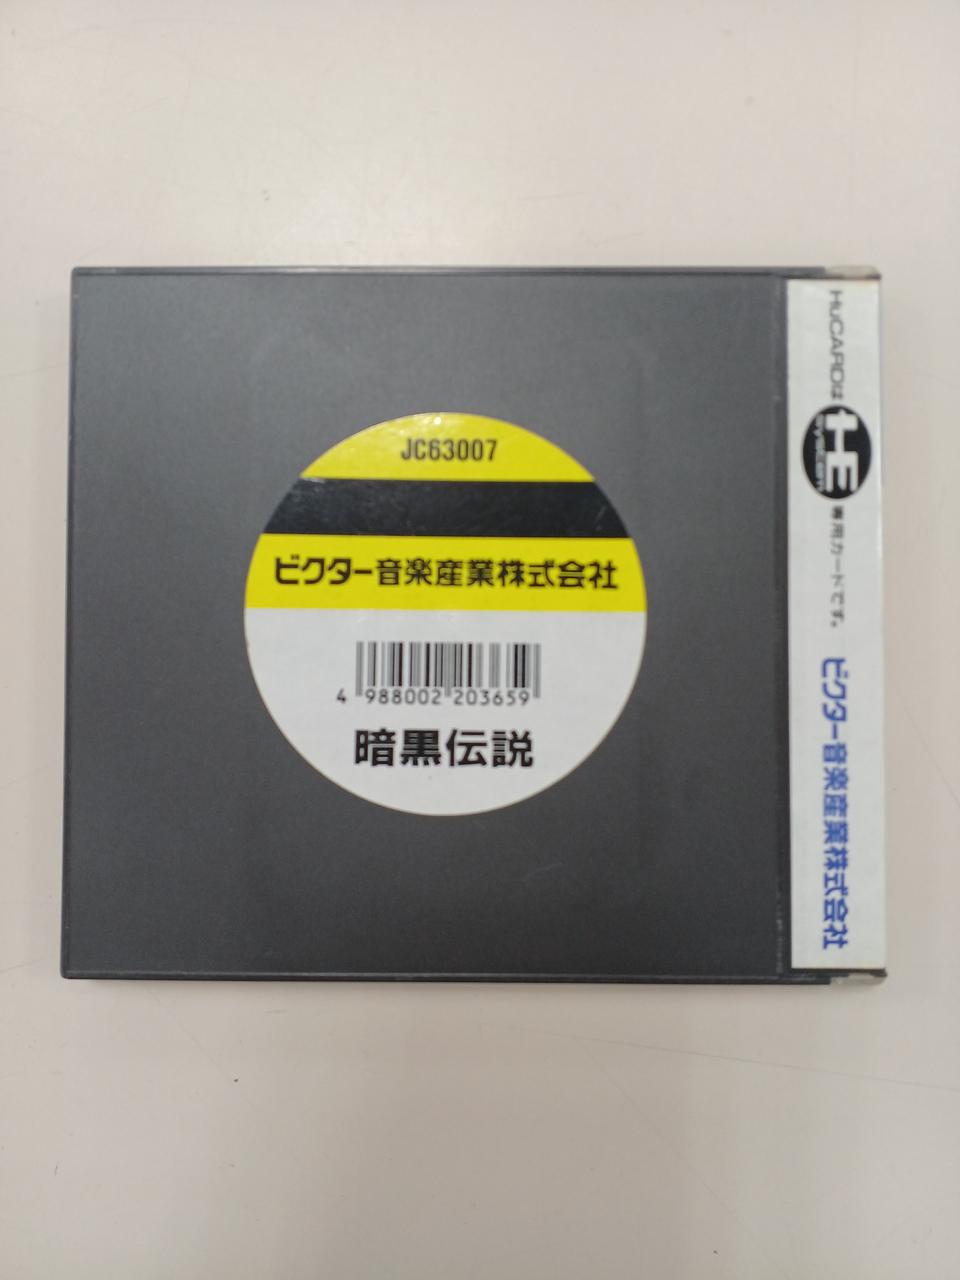 JC63007
ビクター音楽産業株式会社
4 988002 203659
暗黒伝説
HuCARDは HE system 専用カードです。 ビクター音楽産業株式会社